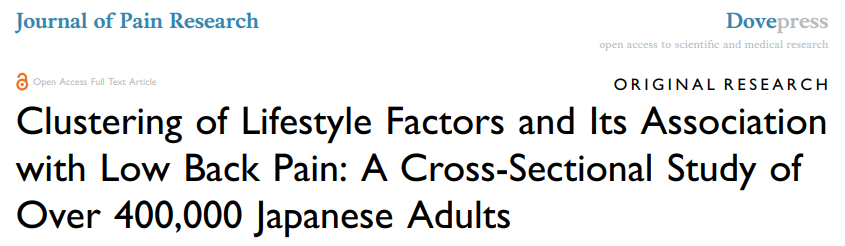 Journal of Pain Research
Dovepress
open access to scientific and medical research
Open Access Full Text Article
ORIGINAL RESEARCH
Clustering of Lifestyle Factors and Its Association
with Low Back Pain: A Cross-Sectional Study of
Over 400,000 Japanese Adults